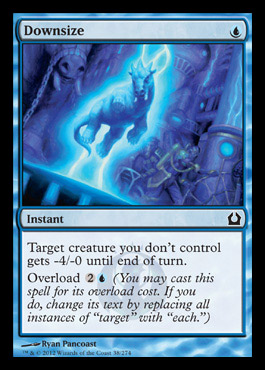 Downsize
Instant
Target creature you don't control
gets -4/-0 until end of turn.
Overload 2 (You may cast this
spell for its overload cost. If you
do, change its text by replacing all
instances of “target” with “each.”)
Ryan Pancoast
™ & © 2012 Wizards of the Coast 38/274